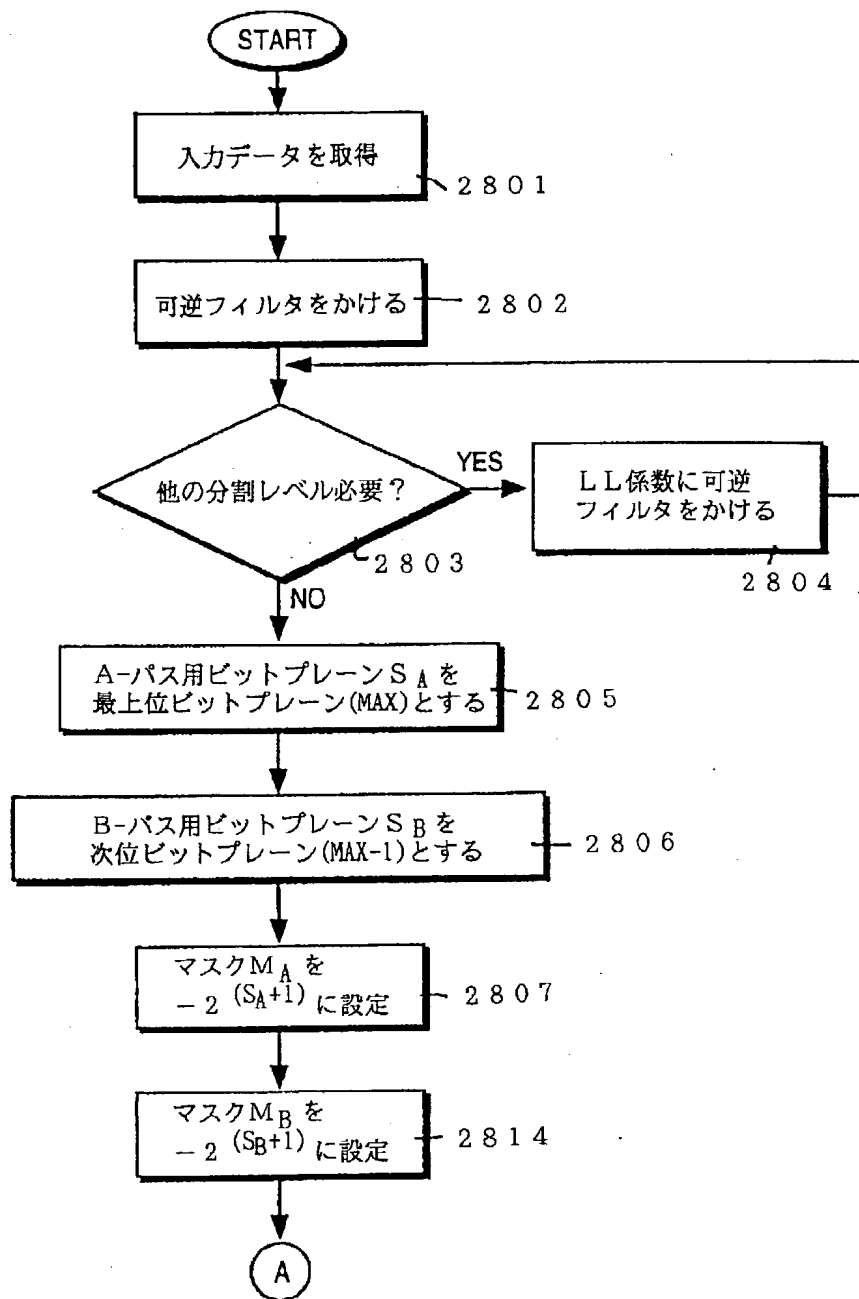 START
入力データを取得
2801
可逆フィルタをかける
2802
他の分割レベル必要？
2803
YES
LL係数に可逆
フィルタをかける
2804
NO
A-パス用ビットプレーンS A を
最上位ビットプレーン(MAX)とする
2805
B-パス用ビットプレーンS B を
次位ビットプレーン(MAX-1)とする
2806
マスクM A を
−2 (SA+1) に設定
2807
マスクM B を
−2 (SB+1) に設定
2814
A